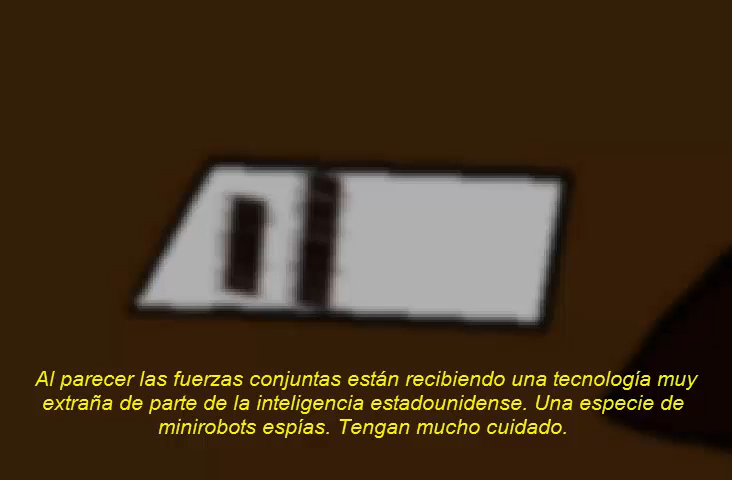 Al parecer las fuerzas conjuntas están recibiendo una tecnología muy
extraña de parte de la inteligencia estadounidense. Una especie de
minirobots espías. Tengan mucho cuidado.